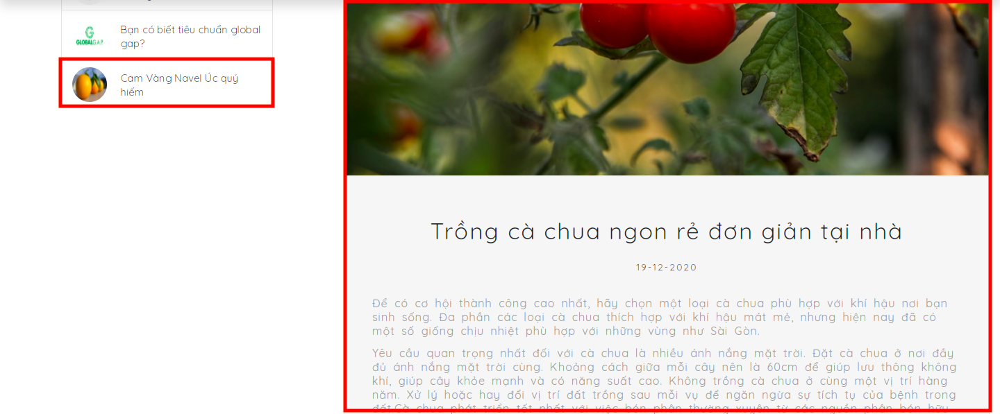 Bạn có biết tiêu chuẩn global
gap?
GLOBALG.A.P
Cam Vàng Navel Úc quý
hiếm
Trồng cà chua ngon rẻ đơn giản tại nhà
19-12-2020
Để có cơ hội thành công cao nhất, hãy chọn một loại cà chua phù hợp với khí hậu nơi bạn
sinh sống. Đa phần các loại cà chua thích hợp với khí hậu mát mẻ, nhưng hiện nay đã có
một số giống chịu nhiệt phù hợp với những vùng như Sài Gòn.
Yêu cầu quan trọng nhất đối với cà chua là nhiều ánh nắng mặt trời. Đặt cà chua ở nơi đầy
đủ ánh nắng mặt trời cùng. Khoảng cách giữa mỗi cây nên là 60cm để giúp lưu thông không
khí, giúp cây khỏe mạnh và có năng suất cao. Không trồng cà chua ở cùng một vị trí hàng
năm. Xử lý hoặc hay đổi vị trí đất trồng sau mỗi vụ để ngăn ngừa sự tích tụ của bệnh trong
đất.Cà chua phát triển tốt nhất với việc bón phân thường xuyên từ các nguồn phân bón hữu